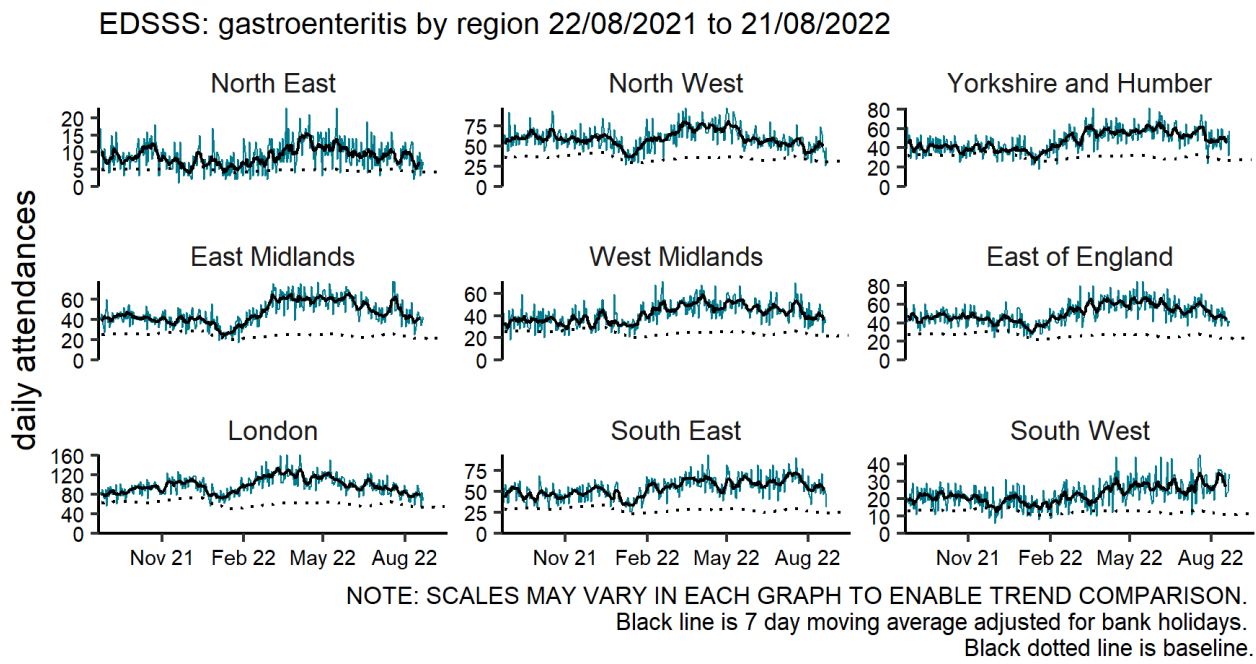 EDSSS: gastroenteritis by region 22/08/2021 to 21/08/2022
daily attendances
North East
20
15
10
5
0
North West
75
50
25
0
Yorkshire and Humber
80
60
40
20
0
East Midlands
60
40
20
0
West Midlands
60
40
20
0
East of England
80
60
40
20
0
London
160
120
80
40
0
Nov 21 Feb 22 May 22 Aug 22
South East
75
50
25
0
Nov 21 Feb 22 May 22 Aug 22
South West
40
30
20
10
0
Nov 21 Feb 22 May 22 Aug 22
NOTE: SCALES MAY VARY IN EACH GRAPH TO ENABLE TREND COMPARISON.
Black line is 7 day moving average adjusted for bank holidays.
Black dotted line is baseline.